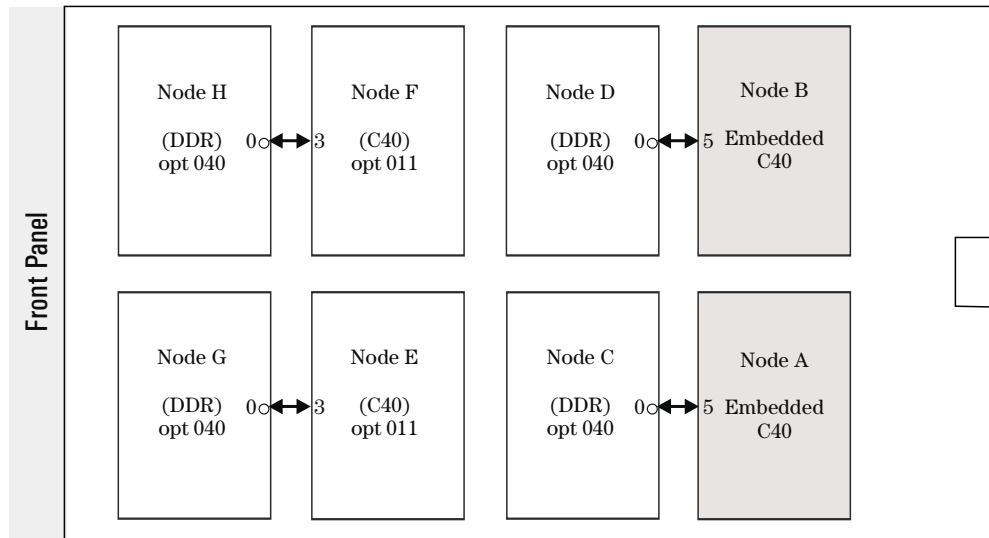 Front Panel
Node H
(DDR)
opt 040
0
3
Node F
(C40)
opt 011
Node D
(DDR)
opt 040
0
5
Node B
Embedded
C40
Node G
(DDR)
opt 040
0
3
Node E
(C40)
opt 011
Node C
(DDR)
opt 040
0
5
Node A
Embedded
C40